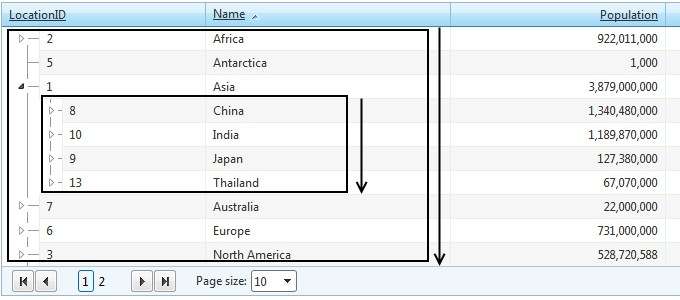 LocationID Name Population
2 Africa 922,011,000
5 Antarctica 1,000
1 Asia 3,879,000,000
8 China 1,340,480,000
10 India 1,189,870,000
9 Japan 127,380,000
13 Thailand 67,070,000
7 Australia 22,000,000
6 Europe 731,000,000
3 North America 528,720,588
1 2 Page size: 10